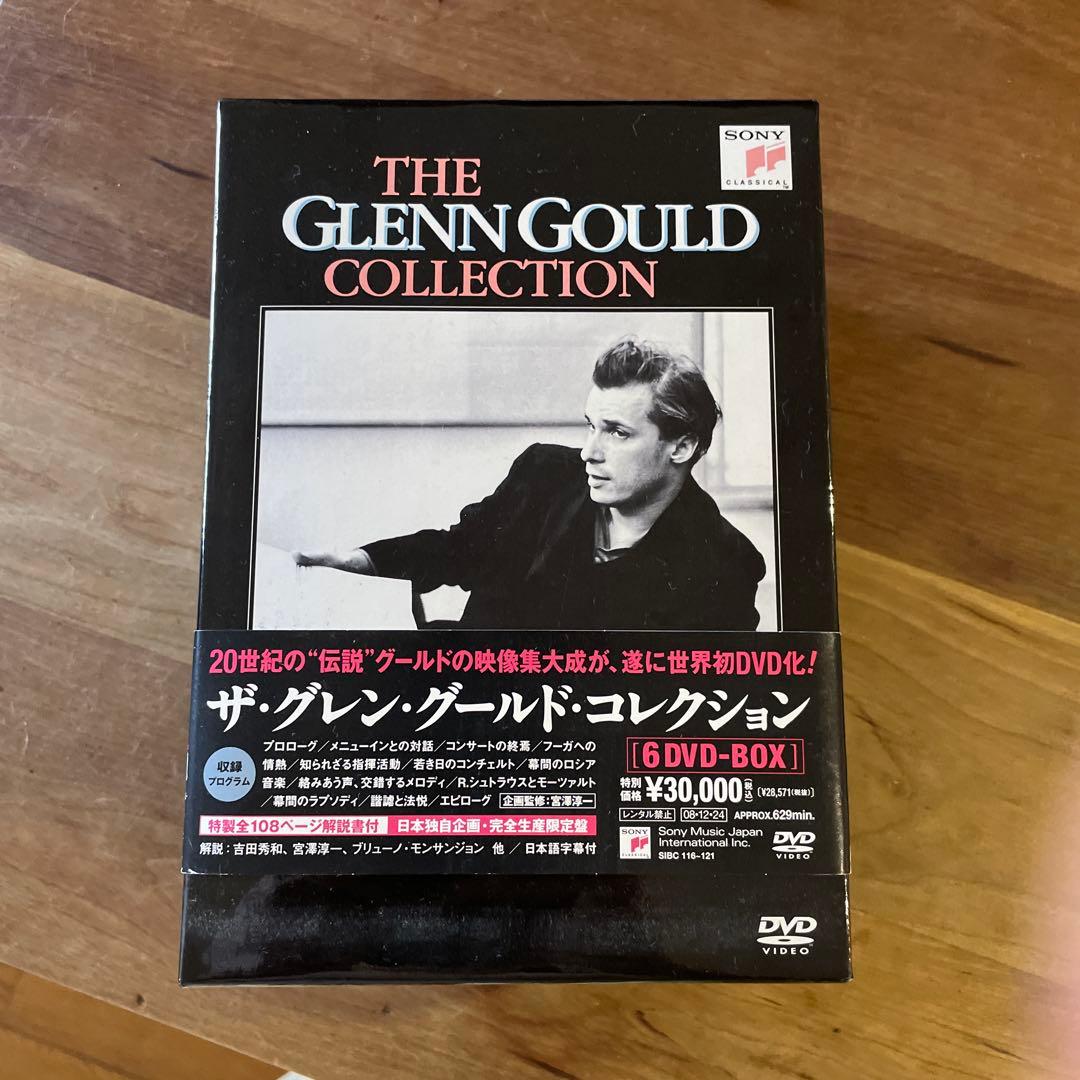 SONY
CLASSICAL
THE
GLENN GOULD
COLLECTION
20世紀の“伝説”グールドの映像集大成が、遂に世界初DVD化!
ザ・グレン・グールド・コレクション
収録
プログラム
プロローグ/メニューインとの対話/コンサートの終焉/フーガへの
情熱/知られざる指揮活動/若き日のコンチェルト/幕間のロシア
音楽/絡みあう声、交錯するメロディ/R.シュトラウスとモーツァルト
/幕間のラプソディ/諧謔と法悦/エピローグ 企画監修:宮澤淳一
特製全108ページ解説書付 日本独自企画・完全生産限定盤
解説:吉田秀和、宮澤淳一、ブリューノ・モンサンジョン 他 / 日本語字幕付
[6 DVD-BOX]
特別価格 ¥30,000(税込) [¥28,571(税抜)]
レンタル禁止 08・12・24 APPROX.629min.
SONY
CLASSICAL
Sony Music Japan
International Inc.
SIBC 116~121
DVD
VIDEO
DVD
VIDEO